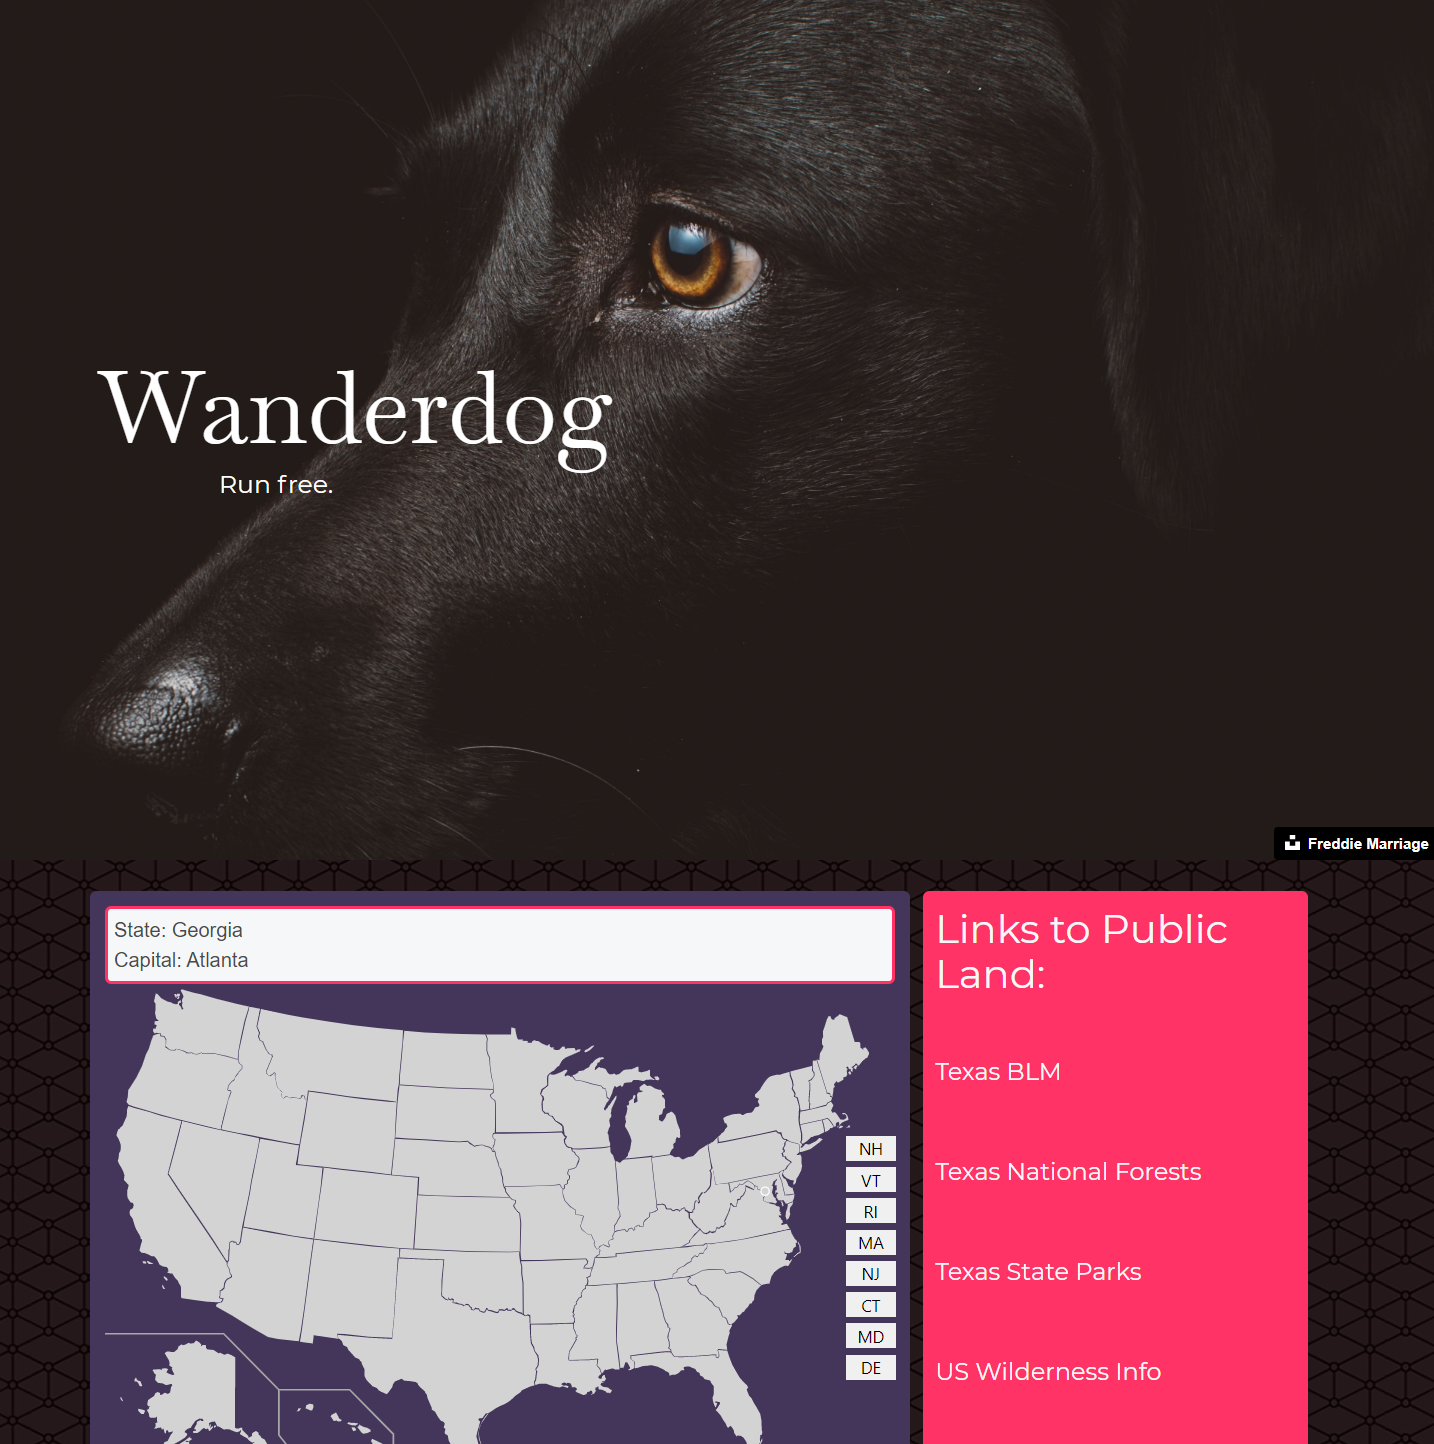 Wanderdog
Run free.
Freddie Marriage
State: Georgia
Capital: Atlanta
NH
VT
RI
MA
NJ
CT
MD
DE
Links to Public
Land:
Texas BLM
Texas National Forests
Texas State Parks
US Wilderness Info